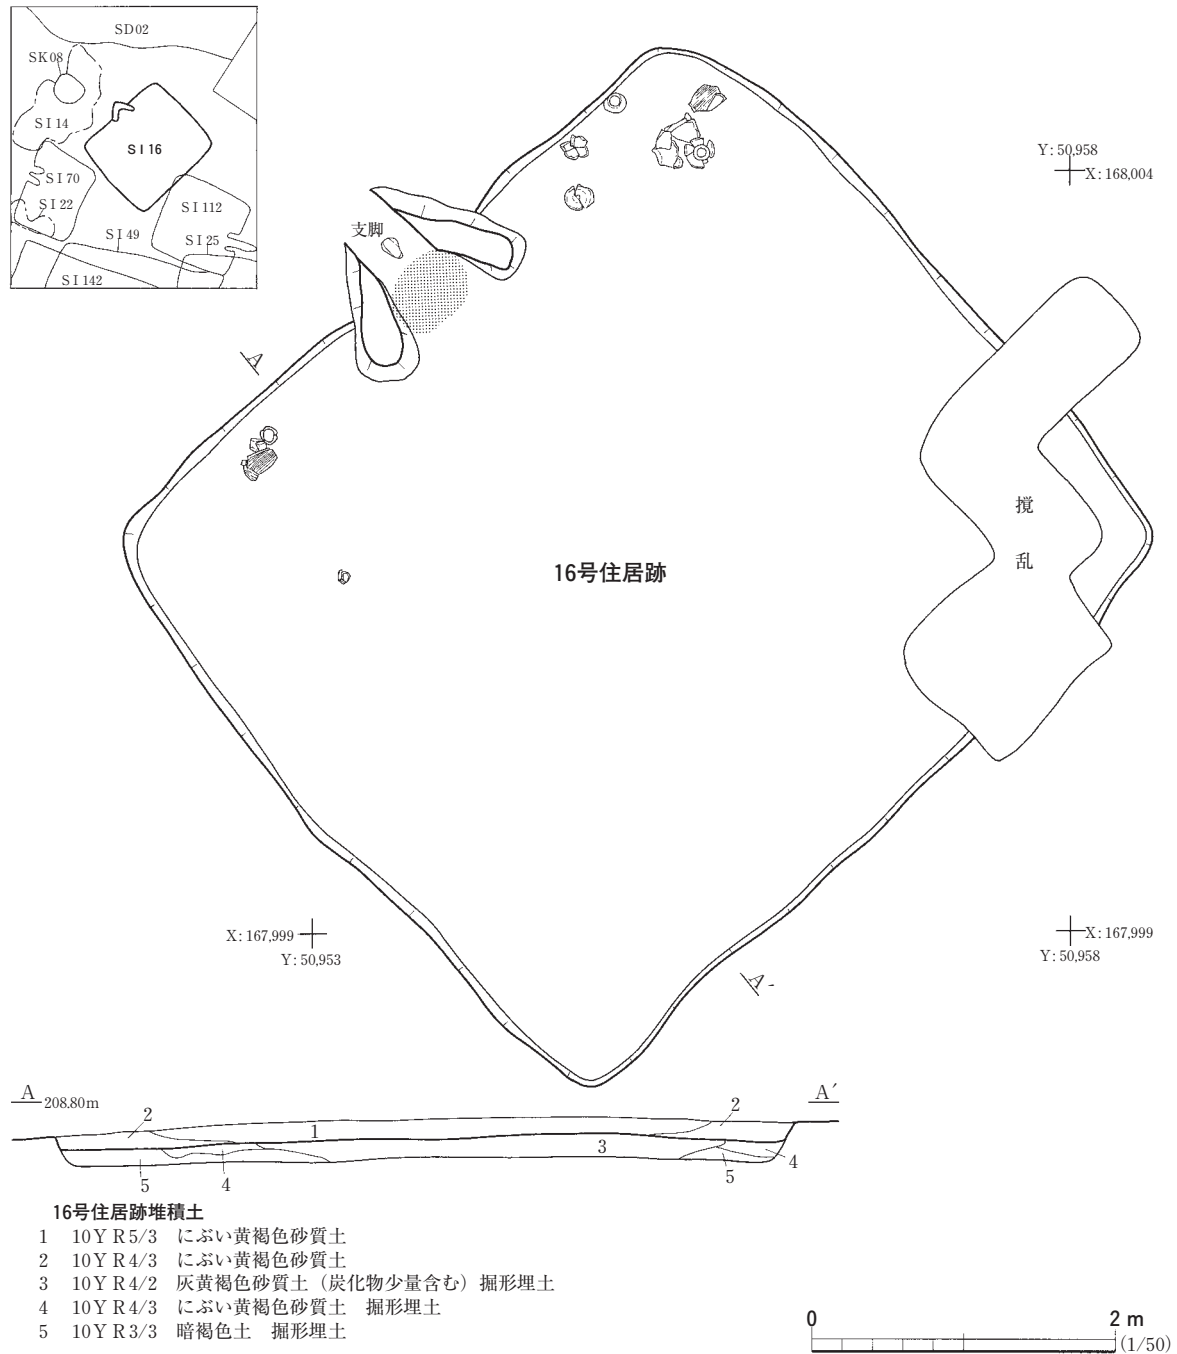 SD02
SK08
SI14
SI16
SI70
SI22
SI112
SI49
SI25
SI142
Y: 50,958
X: 168,004
支脚
A
撹
乱
16号住居跡
X: 167,999
Y: 50,953
X: 167,999
Y: 50,958
A′
A 208.80m
A′
2
1
2
3
4
5
4
5
16号住居跡堆積土
1 10YR5/3 にぶい黄褐色砂質土
2 10YR4/3 にぶい黄褐色砂質土
3 10YR4/2 灰黄褐色砂質土（炭化物少量含む）掘形埋土
4 10YR4/3 にぶい黄褐色砂質土 掘形埋土
5 10YR3/3 暗褐色土 掘形埋土
0 2 m
(1/50)